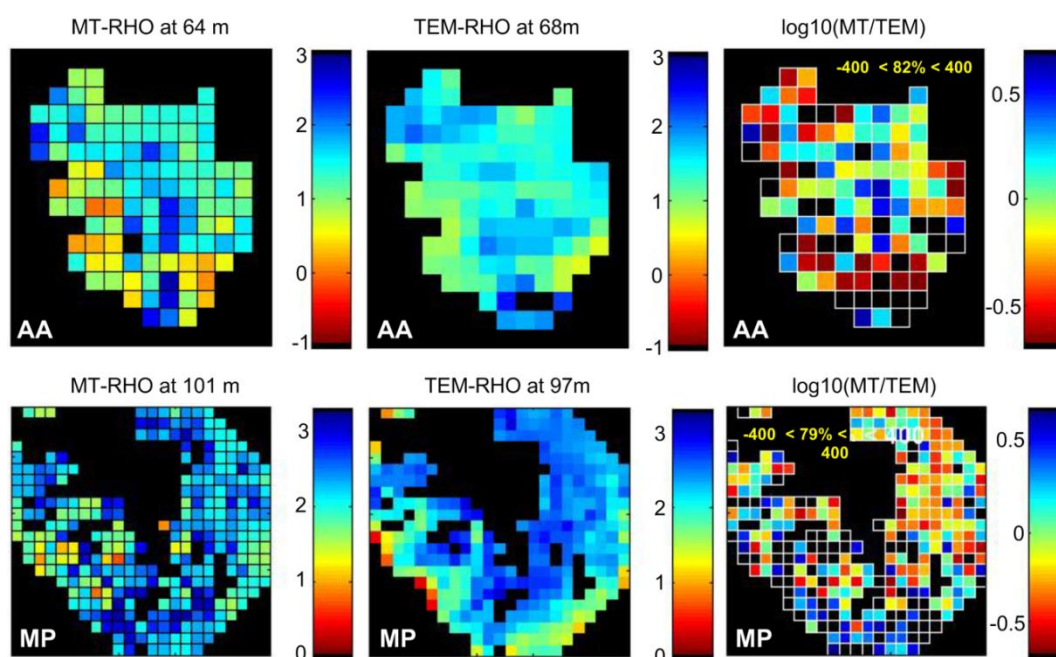 MT-RHO at 64 m
TEM-RHO at 68m
log10(MT/TEM)
3
2
1
0
-1
AA
3
2
1
0
-1
AA
-400 < 82% < 400
0.5
0
-0.5
AA
MT-RHO at 101 m
TEM-RHO at 97m
log10(MT/TEM)
3
2
1
0
MP
3
2
1
0
-400 < 79% <
400
0.5
0
-0.5
MP